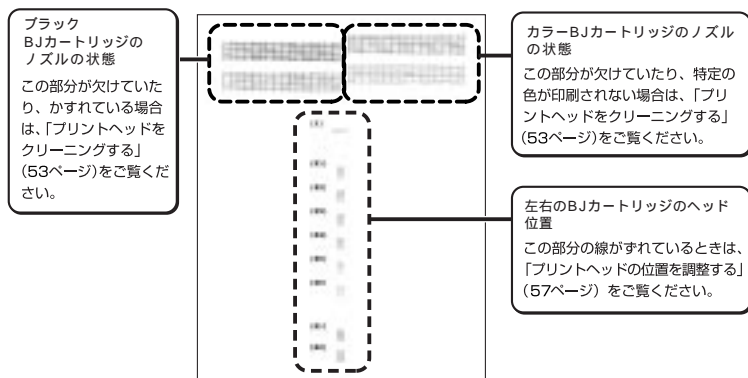 ブラック
BJカートリッジの
ノズルの状態
この部分が欠けていた
り、かすれている場合
は、「プリントヘッドを
クリーニングする」
(53ページ)をご覧くだ
さい。
カラーBJカートリッジのノズル
の状態
この部分が欠けていたり、特定の
色が印刷されない場合は、「プリ
ントヘッドをクリーニングする」
(53ページ)をご覧ください。
左右のBJカートリッジのヘッド
位置
この部分の線がずれているときは、
「プリントヘッドの位置を調整する」
(57ページ) をご覧ください。